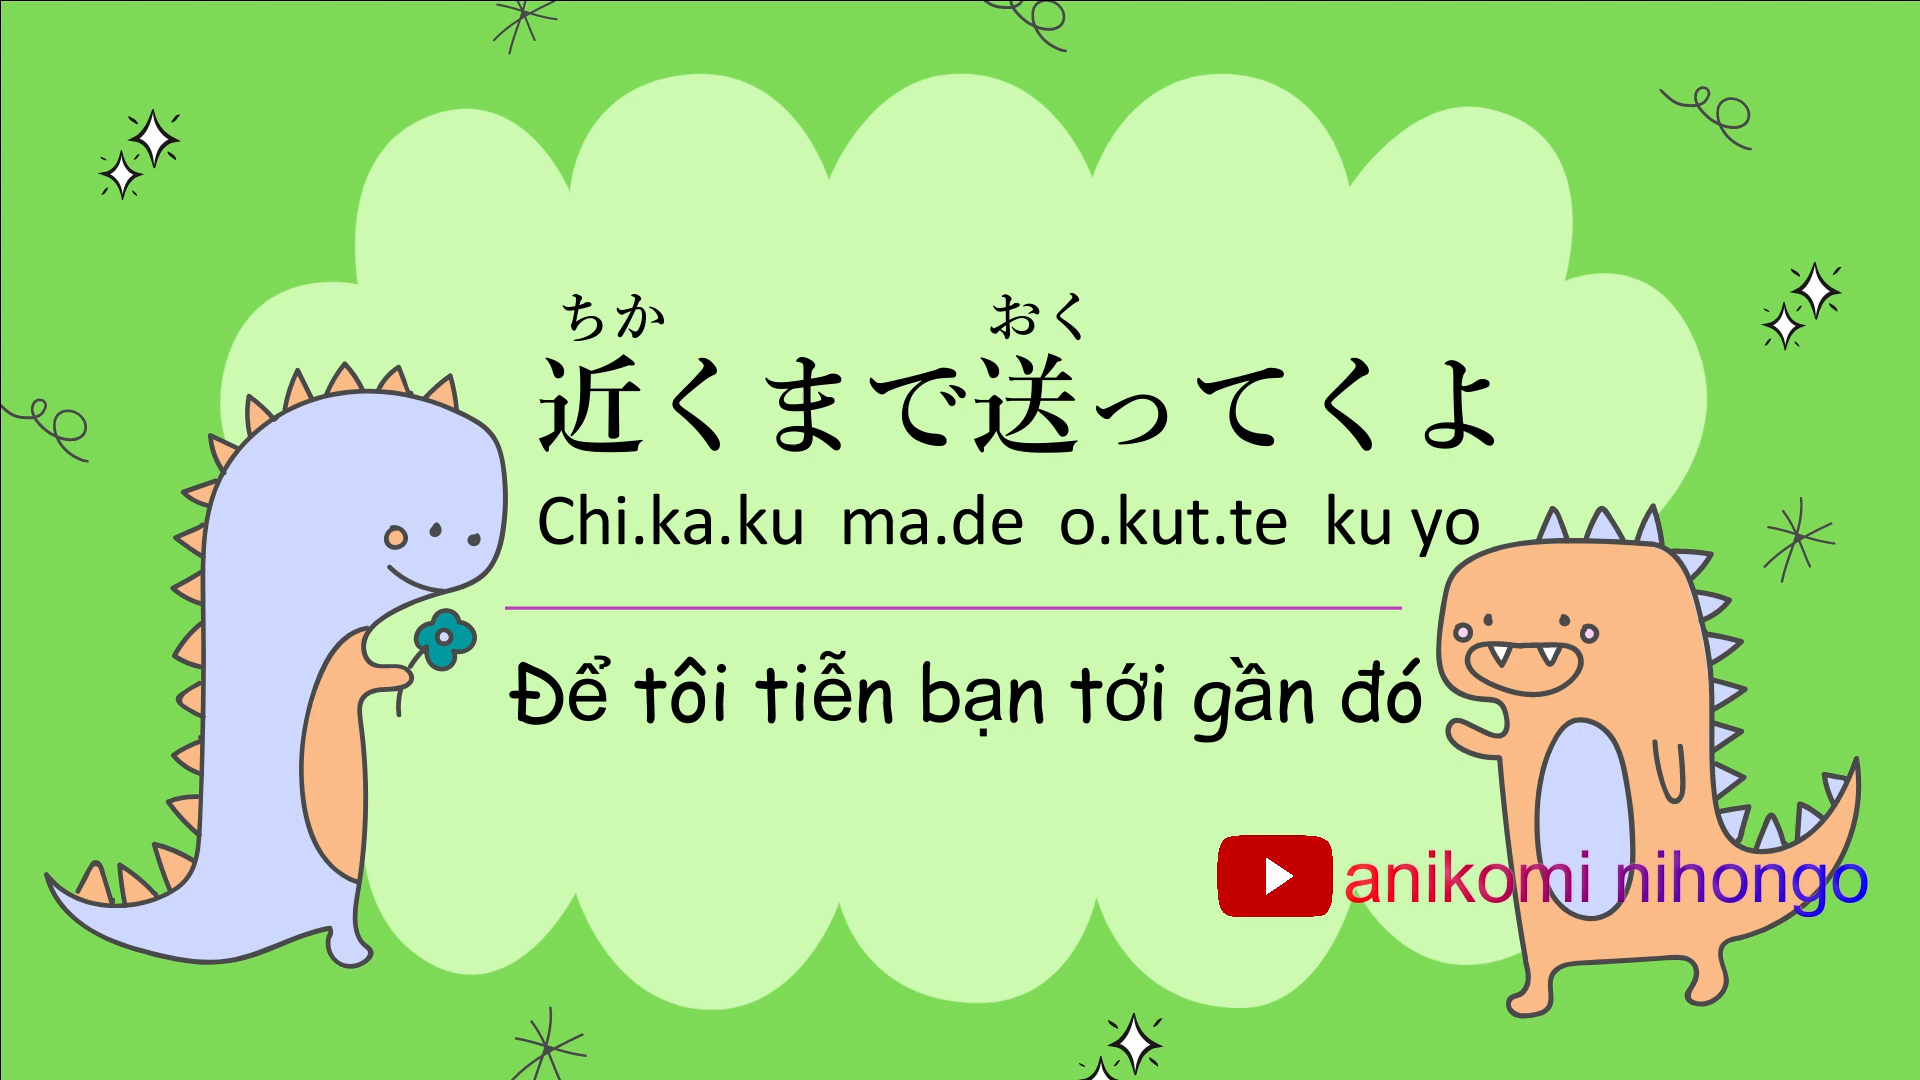 ちか おく
近くまで送ってくよ
Chi.ka.ku ma.de o.kut.te ku yo
Để tôi tiễn bạn tới gần đó
anikomi nihongo